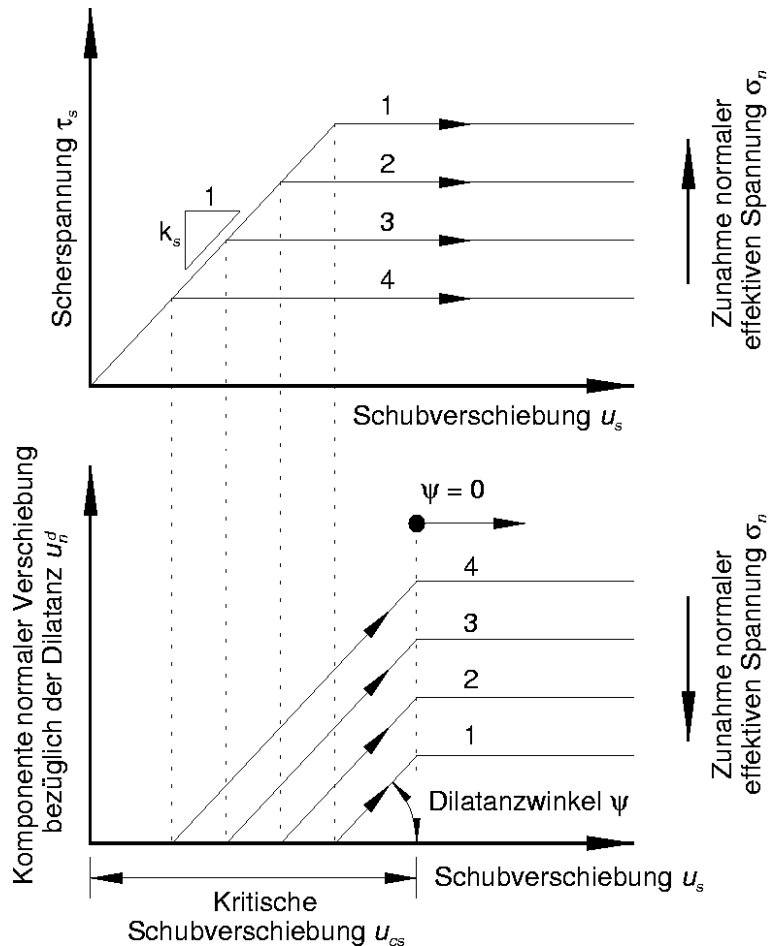 Scherspannung τs
1
2
3
4
1
ks
Zunahme normaler
effektiven Spannung σn
Schubverschiebung us
Komponente normaler Verschiebung
bezüglich der Dilatanz und
ψ = 0
4
3
2
1
Dilatanzwinkel ψ
Zunahme normaler
effektiven Spannung σn
Schubverschiebung us
Kritische
Schubverschiebung ucs